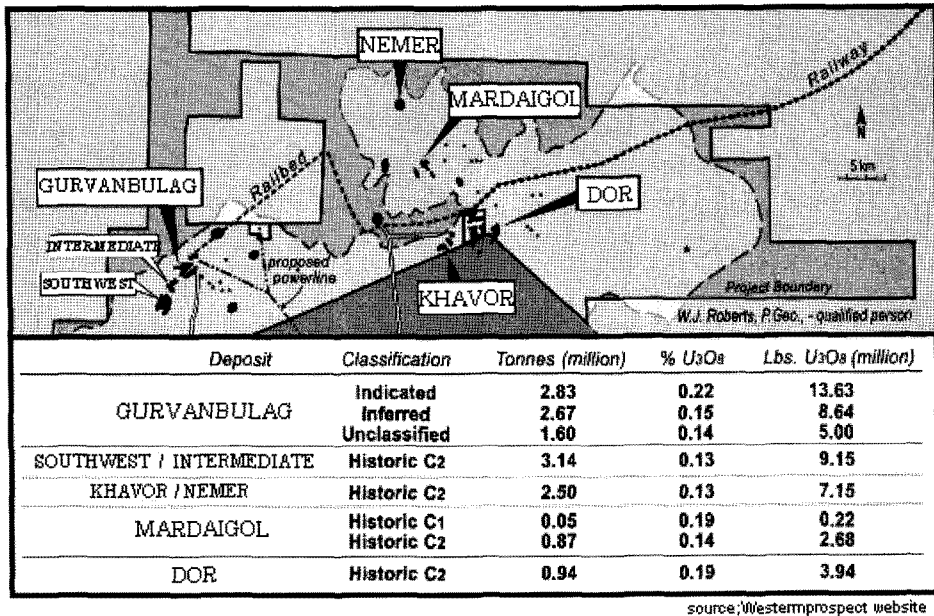 NEMER
Railway
MARDAIGOL
N
5 km
GURVANBULAG
Railbed
DOR
INTERMEDIATE
proposed
powerline
SOUTHWEST
KHAVOR
Project Boundary
W.J. Roberts, P.Geo., - qualified person
Deposit Classification Tonnes (million) % U3O8 Lbs. U3O8 (million)
GURVANBULAG
Indicated 2.83 0.22 13.63
Inferred 2.67 0.15 8.64
Unclassified 1.60 0.14 5.00
SOUTHWEST / INTERMEDIATE Historic C2 3.14 0.13 9.15
KHAVOR / NEMER Historic C2 2.50 0.13 7.15
MARDAIGOL
Historic C1 0.05 0.19 0.22
Historic C2 0.87 0.14 2.68
DOR Historic C2 0.94 0.19 3.94
source;Westernprospect website